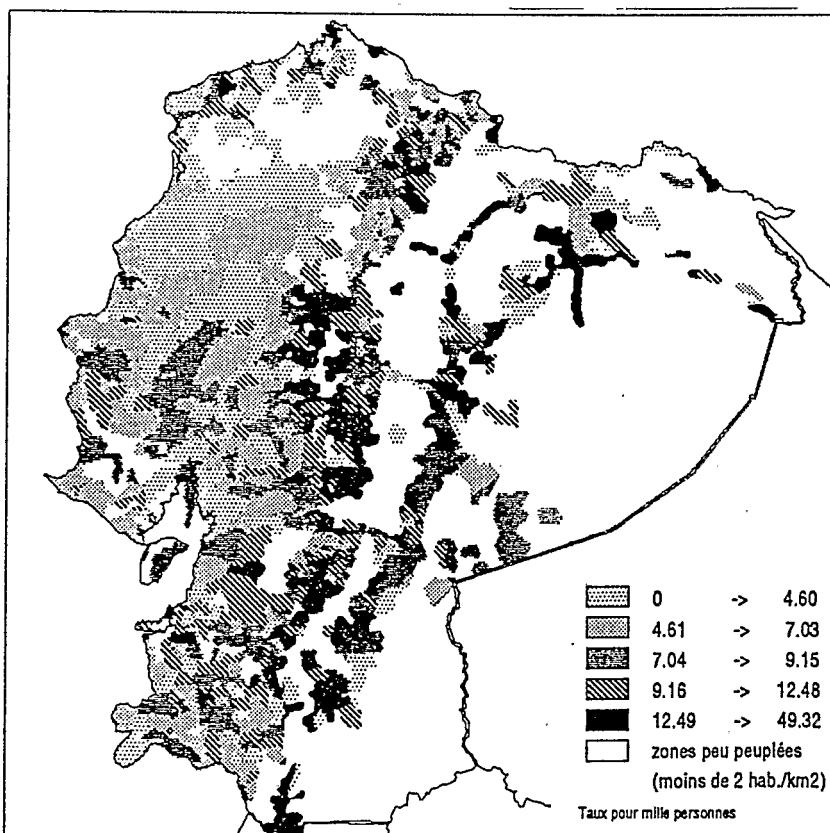 0 -> 4.60
4.61 -> 7.03
7.04 -> 9.15
9.16 -> 12.48
12.49 -> 49.32
zones peu peuplées
(moins de 2 hab./km2)
Taux pour mille personnes